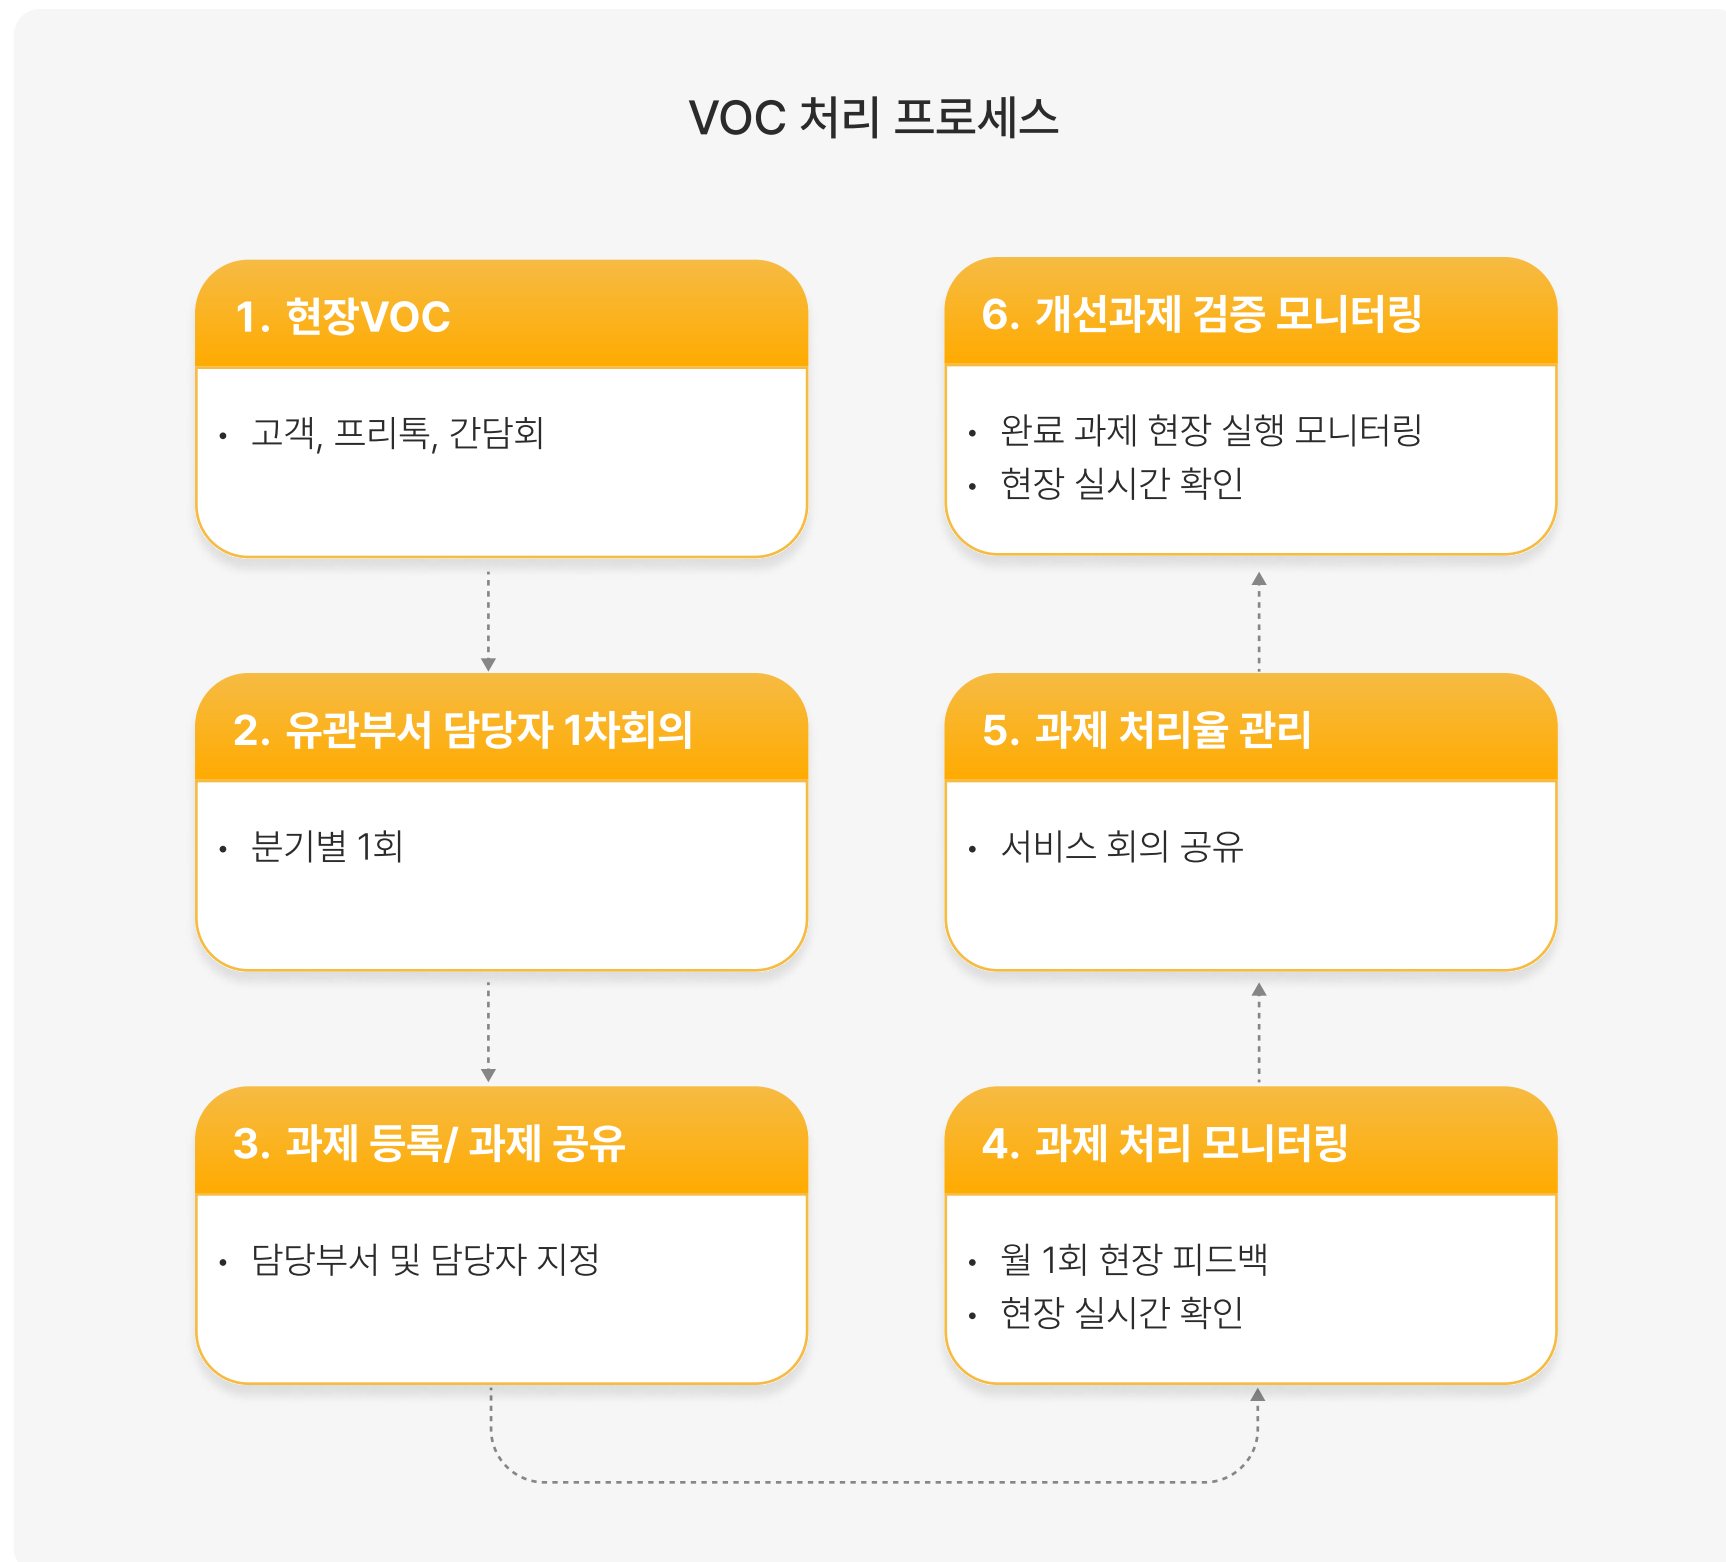 VOC 처리 프로세스
1. 현장VOC
• 고객, 프리톡, 간담회
2. 유관부서 담당자 1차회의
• 분기별 1회
3. 과제 등록/ 과제 공유
• 담당부서 및 담당자 지정
4. 과제 처리 모니터링
• 월 1회 현장 피드백
• 현장 실시간 확인
5. 과제 처리율 관리
• 서비스 회의 공유
6. 개선과제 검증 모니터링
• 완료 과제 현장 실행 모니터링
• 현장 실시간 확인